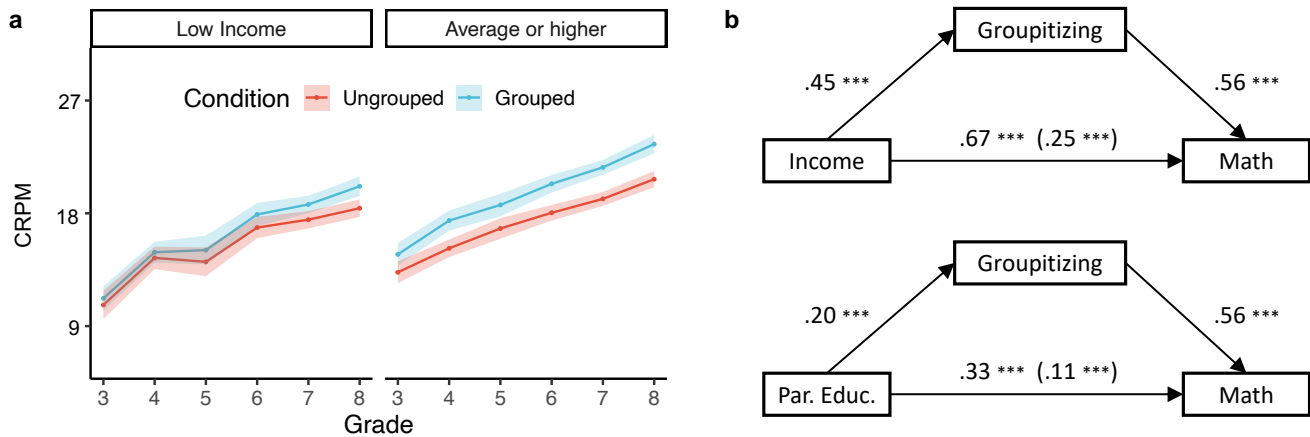 a
Low Income
Average or higher
Condition Ungrouped Grouped
CRPM
27
18
9
3 4 5 6 7 8
3 4 5 6 7 8
Grade
b
Groupitizing
.45 ***
.56 ***
.67 *** (.25 ***)
Income
Math
Groupitizing
.20 ***
.56 ***
.33 *** (.11 ***)
Par. Educ.
Math